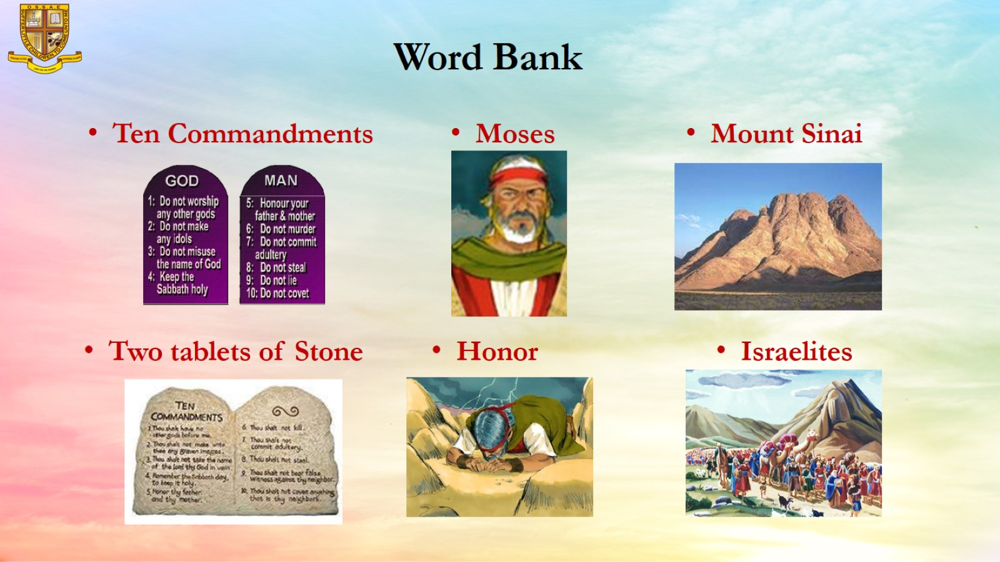 O.S.S.A.E
SUFFER LITTLE CHILDREN TO COME UNTO ME
Word Bank
• Ten Commandments
• Moses
• Mount Sinai
GOD
1: Do not worship
any other gods
2: Do not make
any idols
3: Do not misuse
the name of God
4: Keep the
Sabbath holy
MAN
5: Honour your
father & mother
6: Do not murder
7: Do not commit
adultery
8: Do not steal
9: Do not lie
10: Do not covet
• Two tablets of Stone
• Honor
• Israelites
TEN
COMMANDMENTS
1. Thou shalt have no
other gods before me.
2. Thou shalt not make unto
thee any graven images.
3. Thou shalt not take the name
of the Lord thy God in vain.
4. Remember the Sabbath day,
to keep it holy.
5. Honor thy father
and thy mother.
6. Thou shalt not kill.
7. Thou shalt not
commit adultery.
8. Thou shalt not steal.
9. Thou shalt not bear false
witness against thy neighbor.
10. Thou shalt not covet anything
that is thy neighbors.